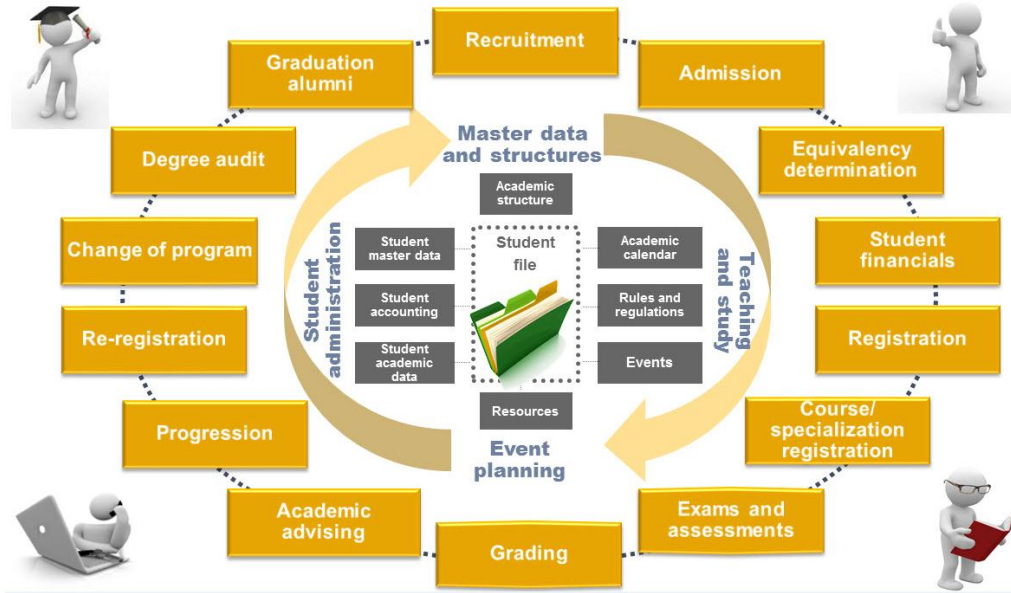 Recruitment
Admission
Equivalency
determination
Student
financials
Registration
Course/
specialization
registration
Exams and
assessments
Grading
Academic
advising
Progression
Re-registration
Change of program
Degree audit
Graduation
alumni
Master data
and structures
Teaching
and study
Event
planning
Student
administration
Academic
structure
Student
master data
Student
accounting
Student
academic
data
Student
file
Academic
calendar
Rules and
regulations
Events
Resources